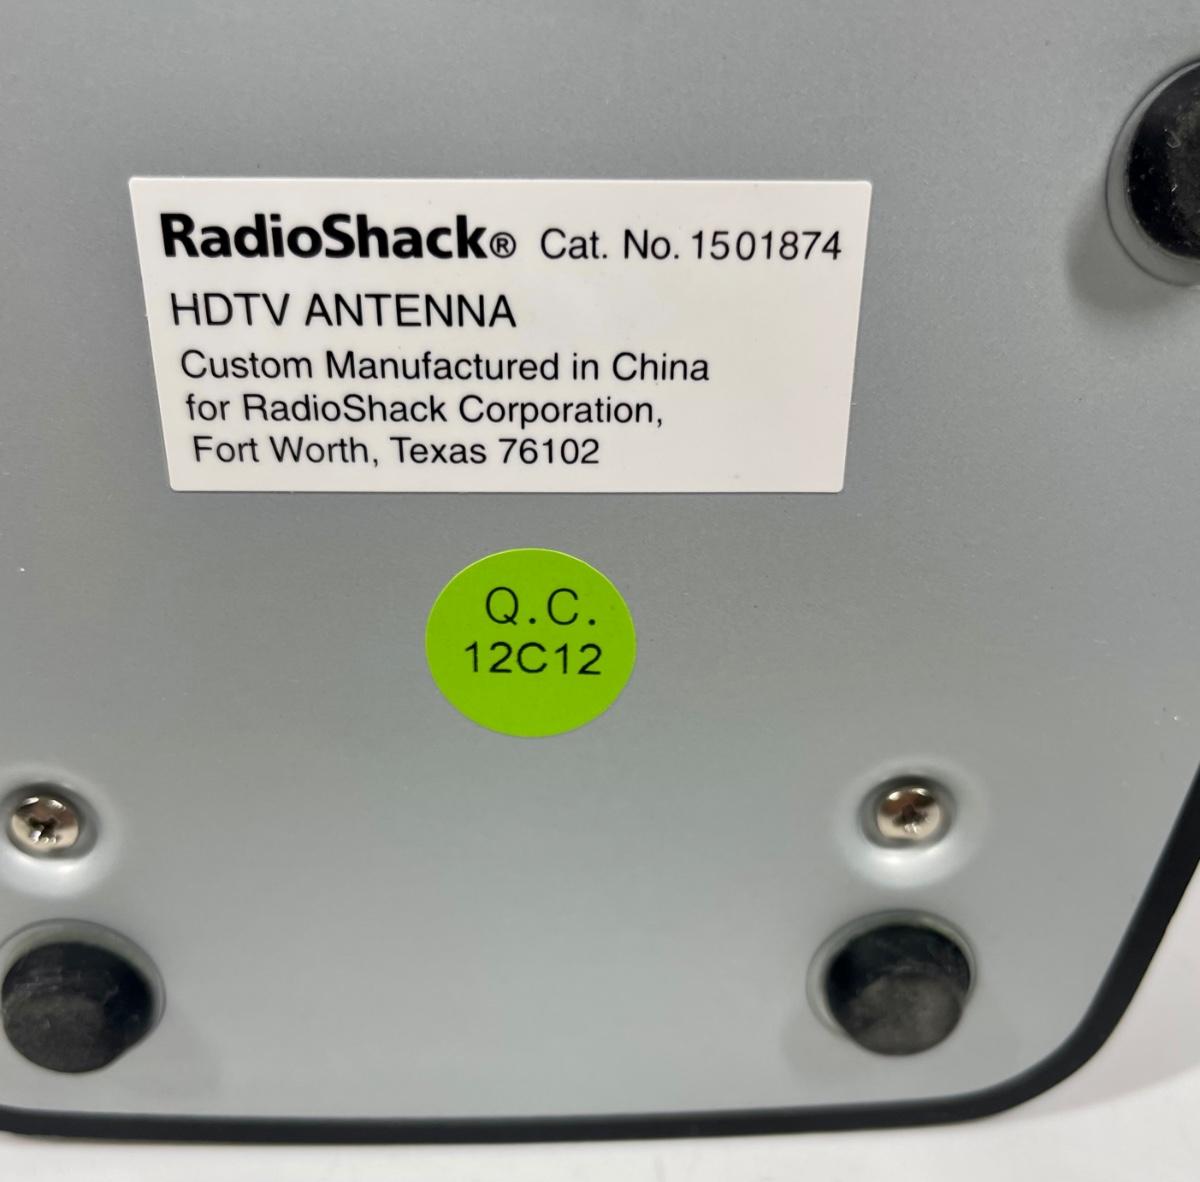 RadioShack® Cat. No. 1501874
HDTV ANTENNA
Custom Manufactured in China
for RadioShack Corporation,
Fort Worth, Texas 76102
Q.C.
12C12